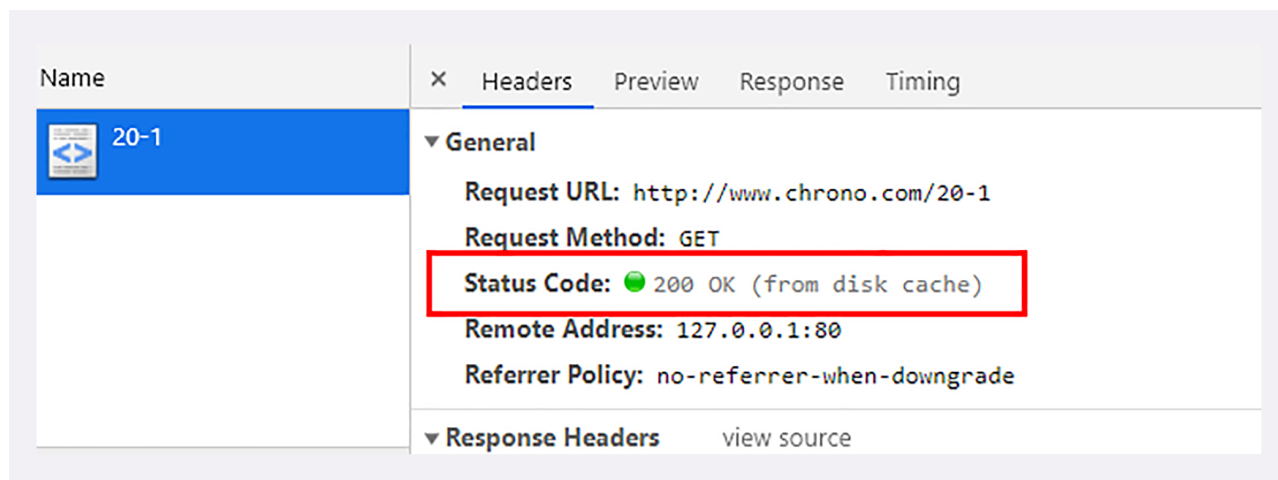 Name
× Headers Preview Response Timing
20-1
▼ General
Request URL: http://www.chrono.com/20-1
Request Method: GET
Status Code: 200 OK (from disk cache)
Remote Address: 127.0.0.1:80
Referrer Policy: no-referrer-when-downgrade
▼ Response Headers view source